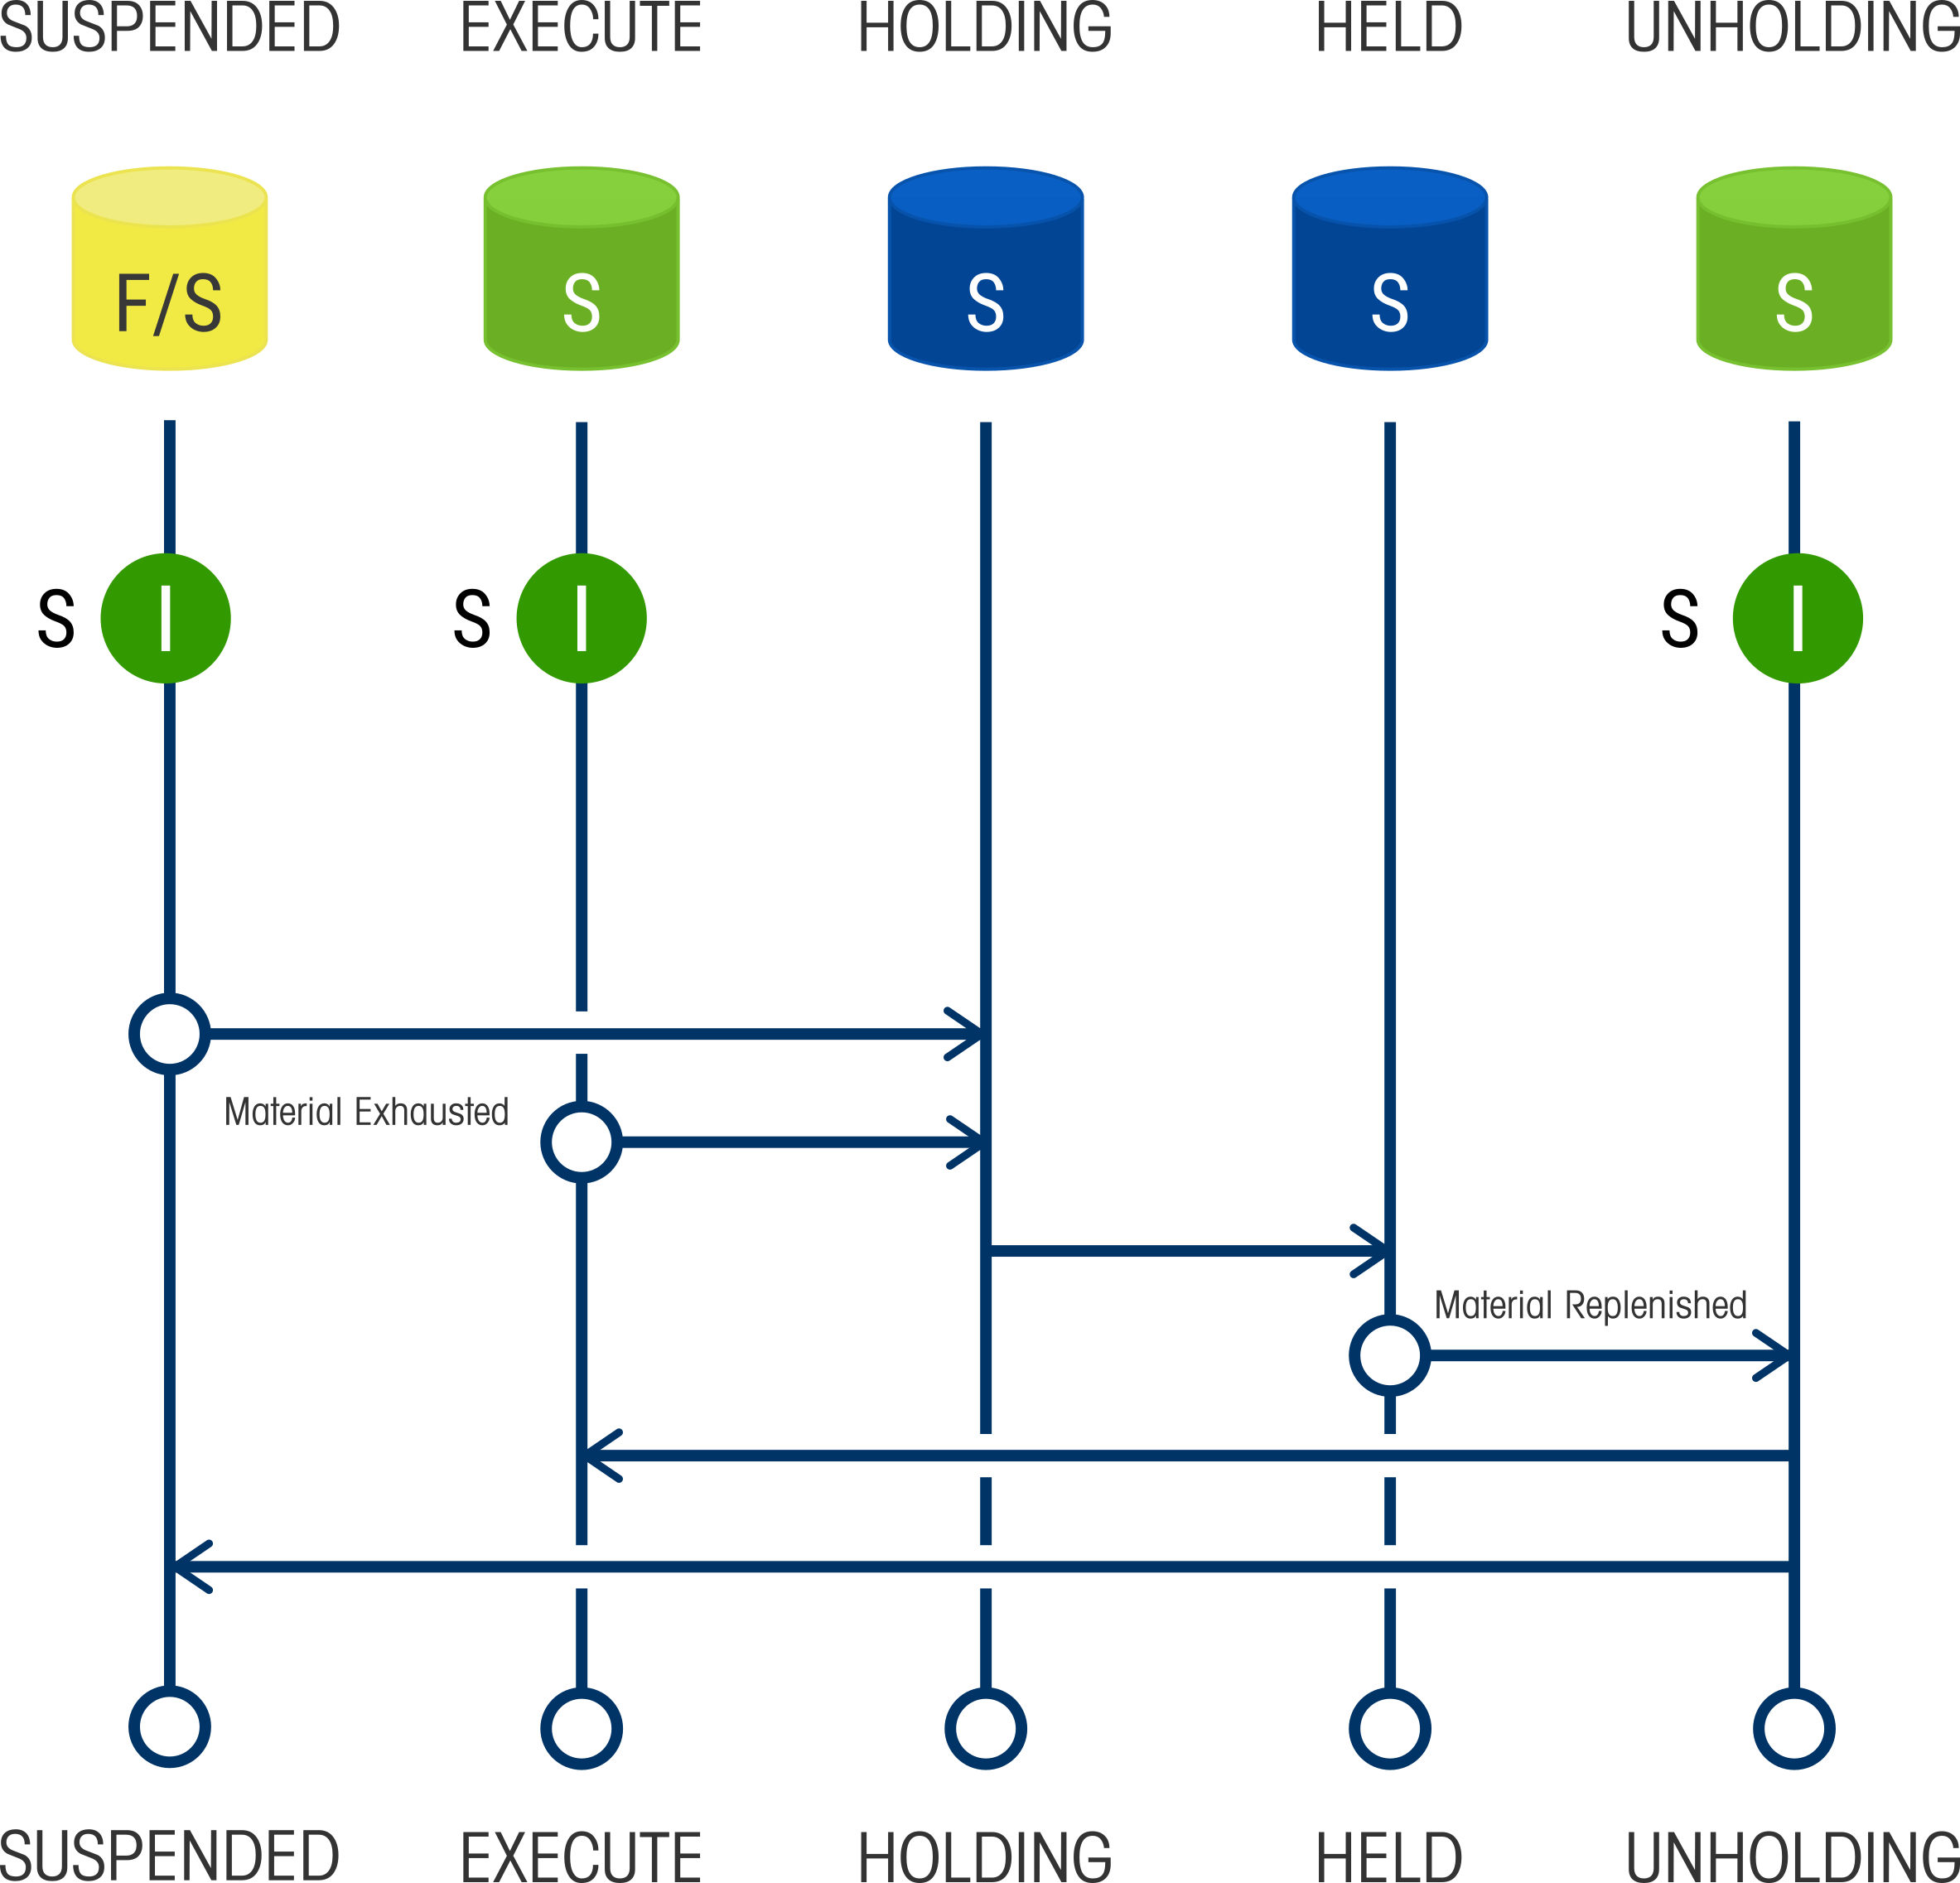 SUSPENDED EXECUTE HOLDING HELD UNHOLDING
F/S S S S S
S I S I S I
Material Exhausted
Material Replenished
SUSPENDED EXECUTE HOLDING HELD UNHOLDING